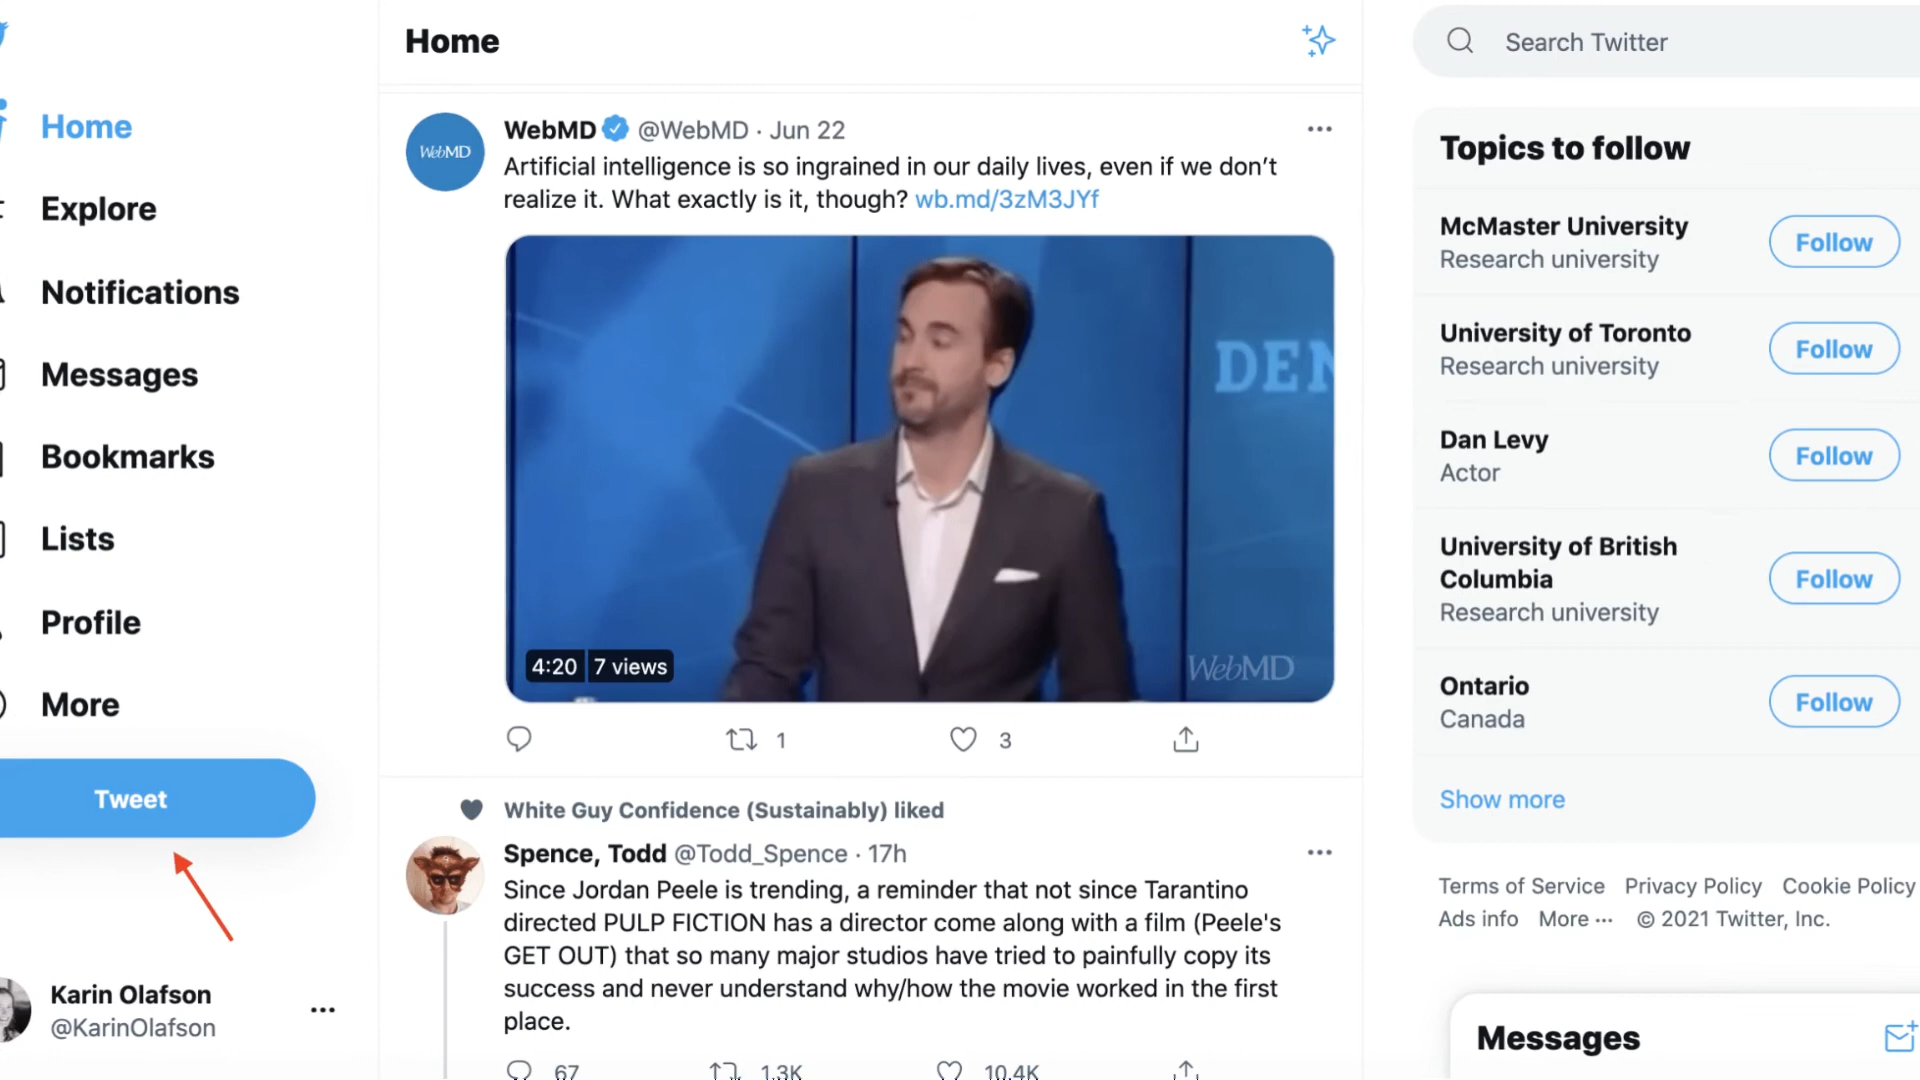 Home
Explore
Notifications
Messages
Bookmarks
Lists
Profile
More
Tweet
Karin Olafson
@KarinOlafson
Home
WebMD
WebMD @WebMD · Jun 22
Artificial intelligence is so ingrained in our daily lives, even if we don’t
realize it. What exactly is it, though? wb.md/3zM3JYf
DEN
4:20 7 views
WebMD
1 3
White Guy Confidence (Sustainably) liked
Spence, Todd @Todd_Spence · 17h
Since Jordan Peele is trending, a reminder that not since Tarantino
directed PULP FICTION has a director come along with a film (Peele's
GET OUT) that so many major studios have tried to painfully copy its
success and never understand why/how the movie worked in the first
place.
67 1.3K 10.4K
Search Twitter
Topics to follow
McMaster University
Research university
Follow
University of Toronto
Research university
Follow
Dan Levy
Actor
Follow
University of British
Columbia
Research university
Follow
Ontario
Canada
Follow
Show more
Terms of Service Privacy Policy Cookie Policy
Ads info More ··· © 2021 Twitter, Inc.
Messages